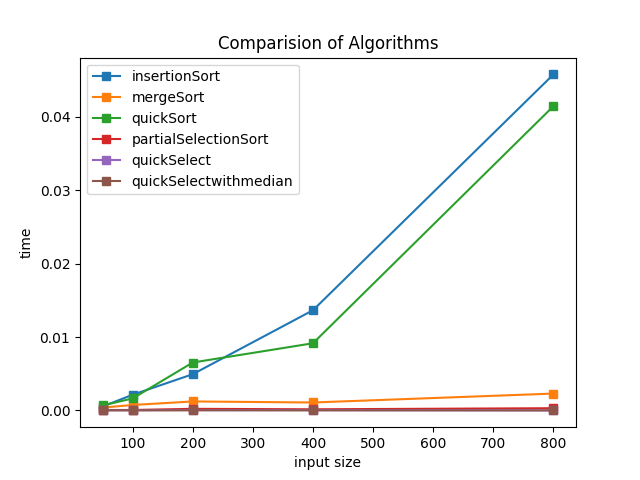 Comparision of Algorithms
insertionSort
mergeSort
quickSort
partialSelectionSort
quickSelect
quickSelectwithmedian
time
0.04
0.03
0.02
0.01
0.00
100 200 300 400 500 600 700 800
input size